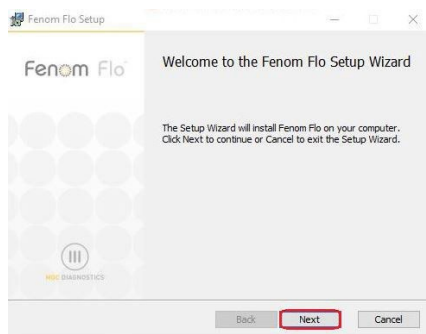 Fenom Flo Setup
Fenom Flo
Welcome to the Fenom Flo Setup Wizard
The Setup Wizard will install Fenom Flo on your computer.
Click Next to continue or Cancel to exit the Setup Wizard.
MGC DIAGNOSTICS
Back
Next
Cancel